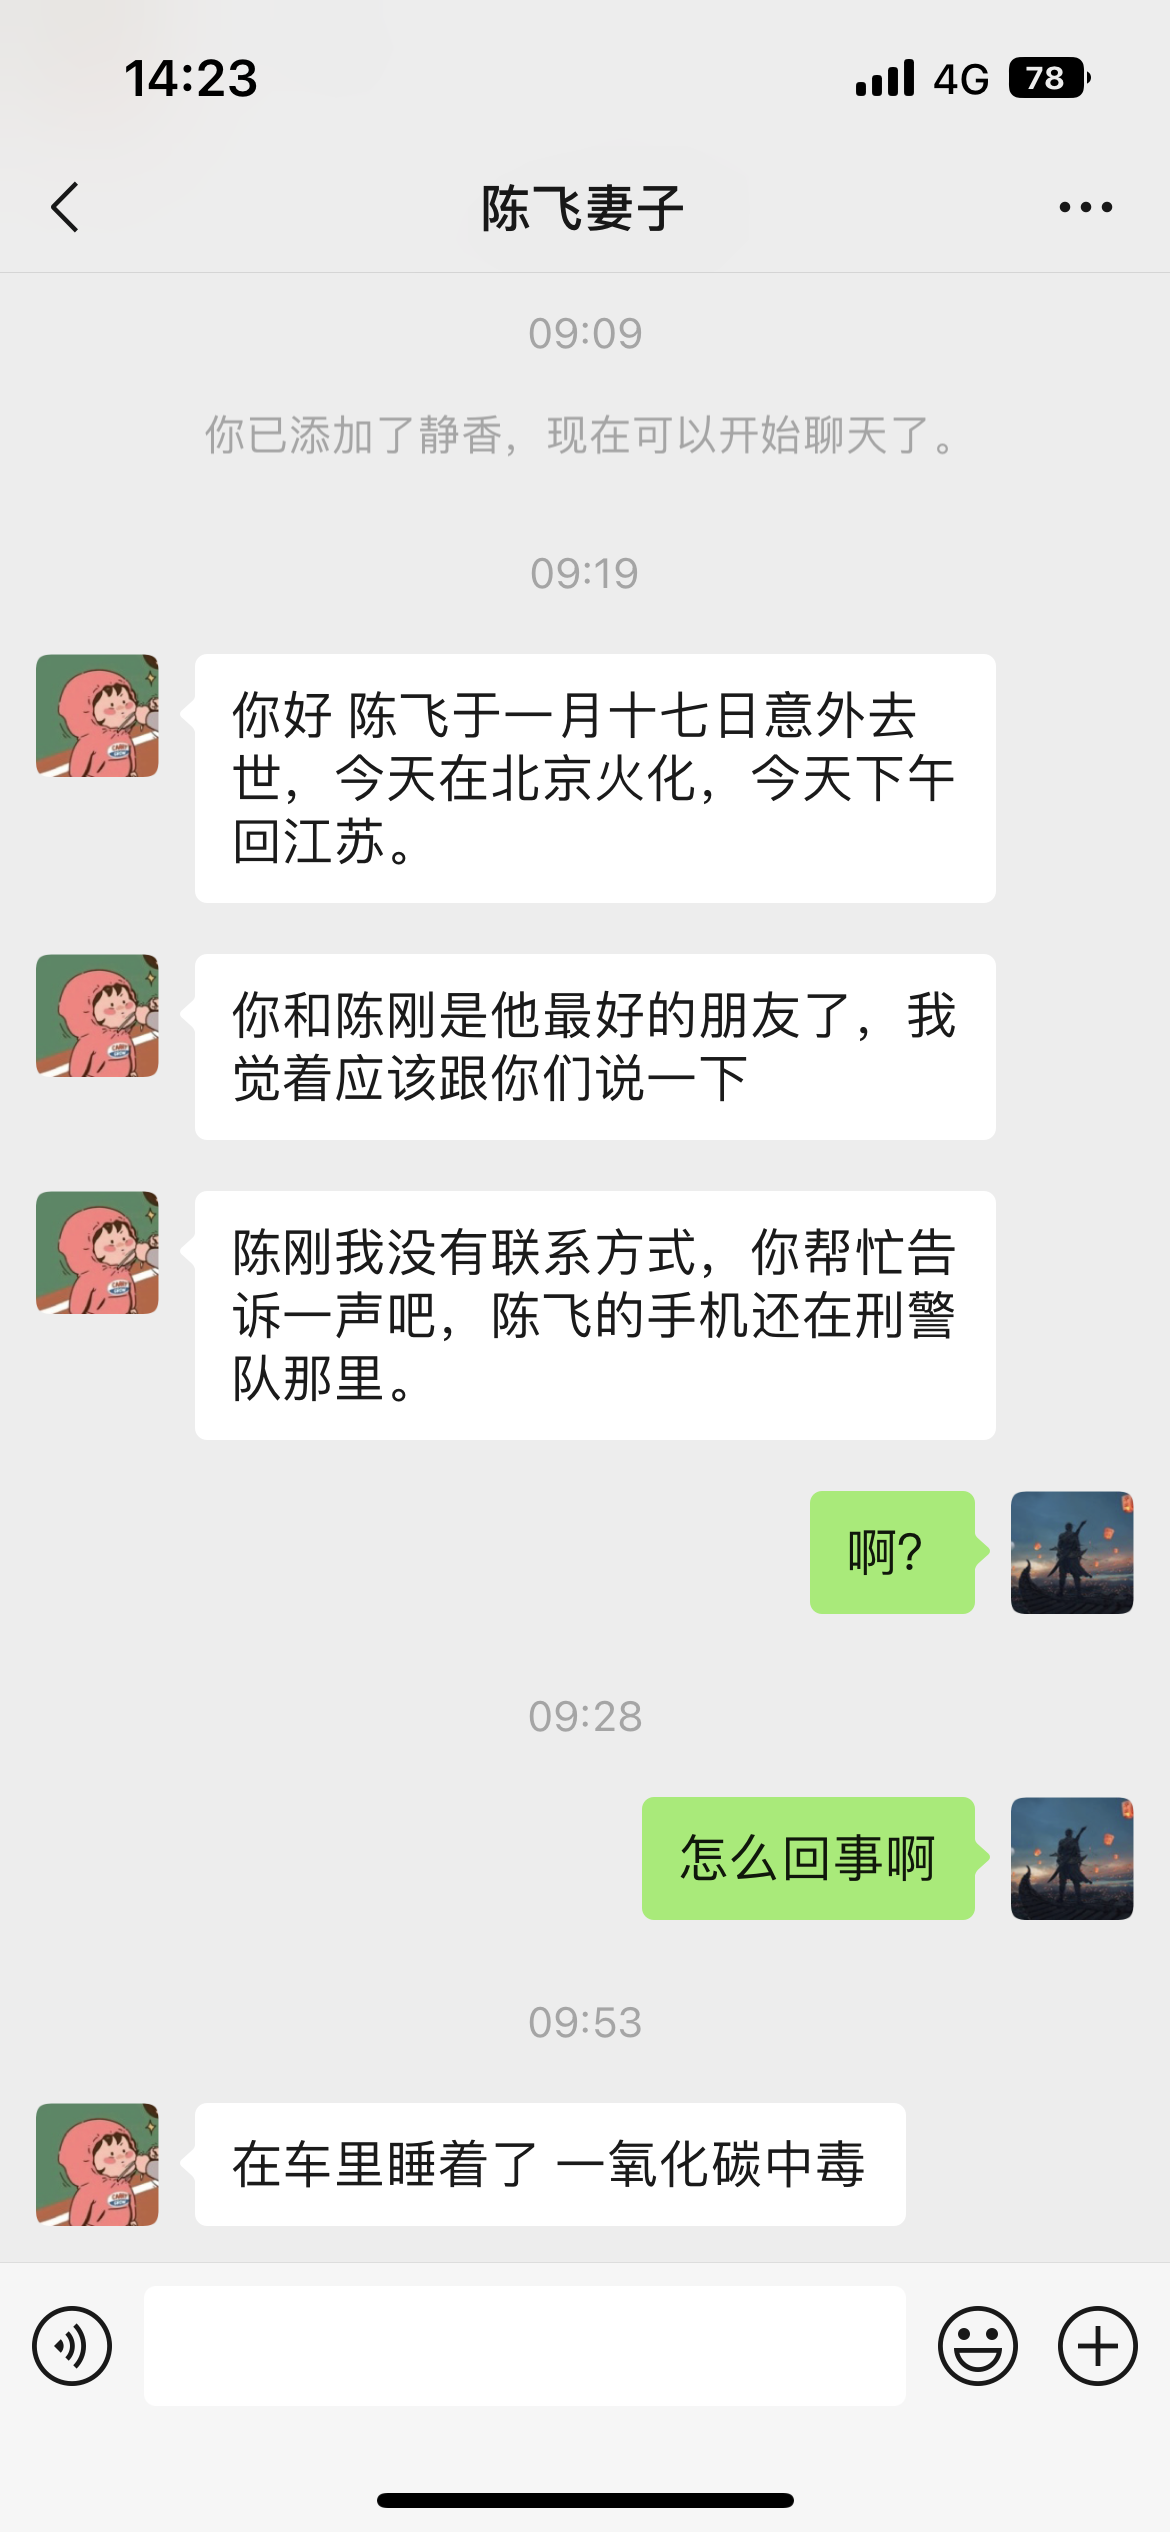 14:23
4G 78
陈飞妻子
09:09
你已添加了静香，现在可以开始聊天了。
09:19
你好 陈飞于一月十七日意外去
世，今天在北京火化，今天下午
回江苏。
你和陈刚是他最好的朋友了，我
觉着应该跟你们说一下
陈刚我没有联系方式，你帮忙告
诉一声吧，陈飞的手机还在刑警
队那里。
啊?
09:28
怎么回事啊
09:53
在车里睡着了 一氧化碳中毒